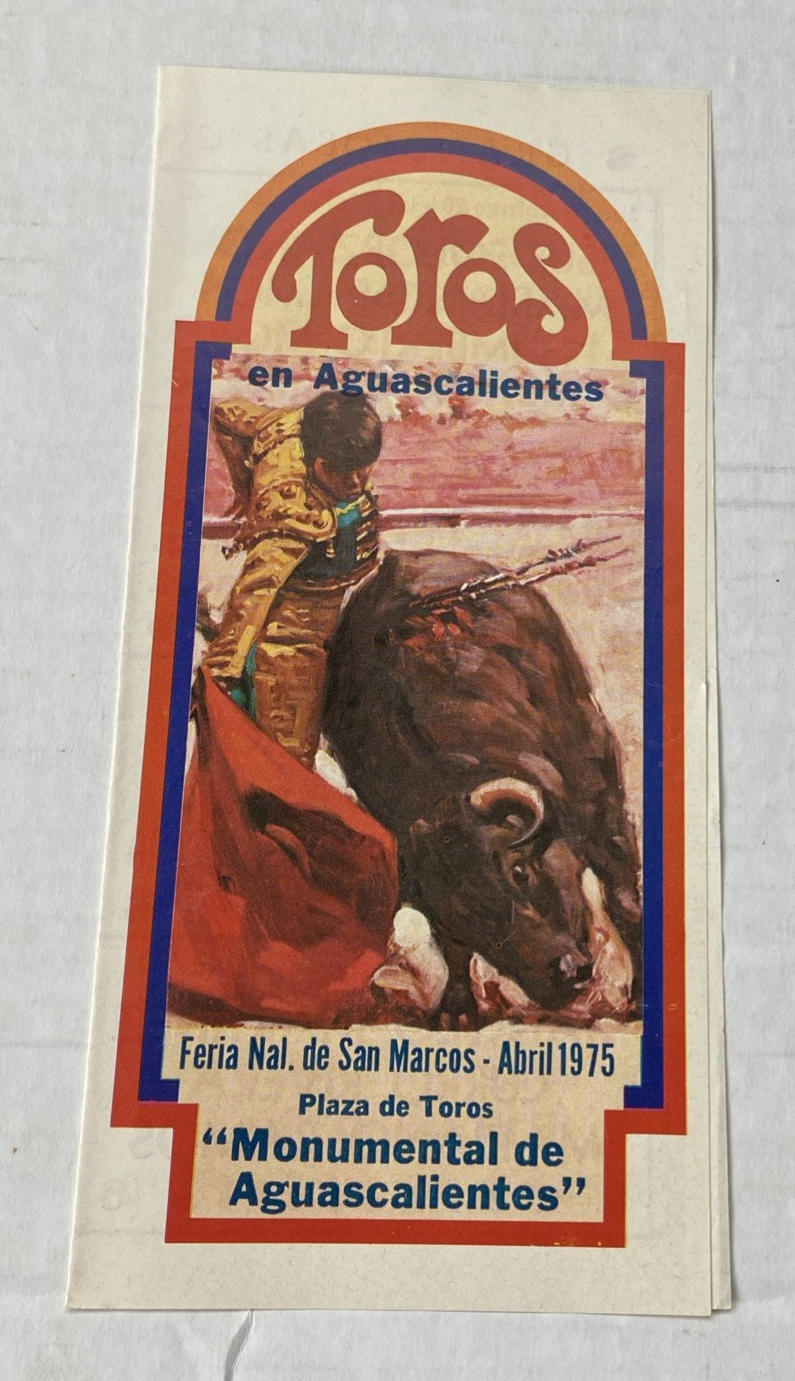 Toros
en Aguascalientes
Feria Nal. de San Marcos - Abril 1975
Plaza de Toros
“Monumental de
Aguascalientes”